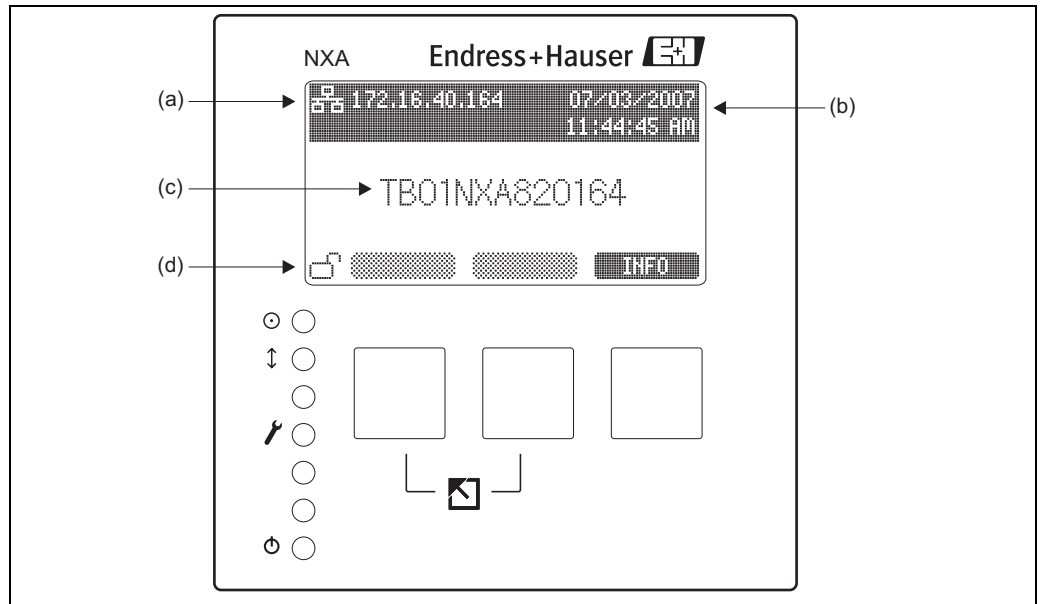 NXA Endress+Hauser
(a) 172.16.40.164 07/03/2007 (b)
11:44:45 AM
(c) TB01NXA820164
(d) INFO